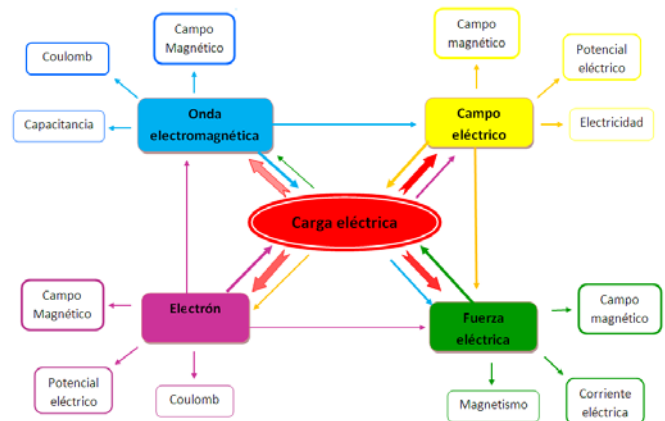 Campo
Magnético
Coulomb
Capacitancia
Onda
electromagnética
Campo
magnético
Potencial
eléctrico
Campo
eléctrico
Electricidad
Carga eléctrica
Campo
Magnético
Electrón
Potencial
eléctrico
Coulomb
Fuerza
eléctrica
Campo
magnético
Magnetismo
Corriente
eléctrica